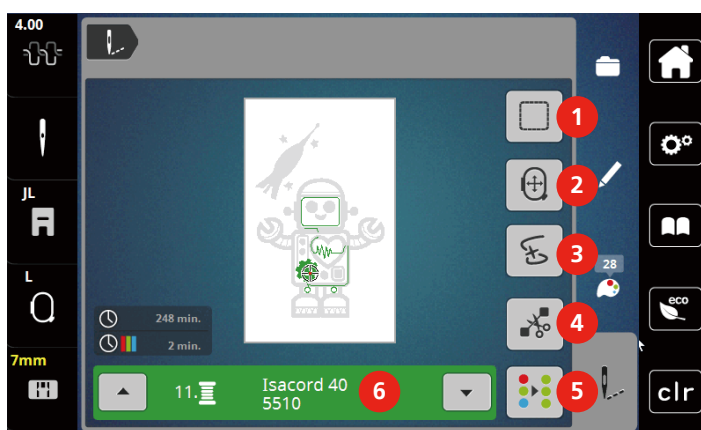 4.00
1
2
JL
3
28
L
eco
248 min.
4
2 min.
7mm
11.
Isacord 40
5510
6
5
clr